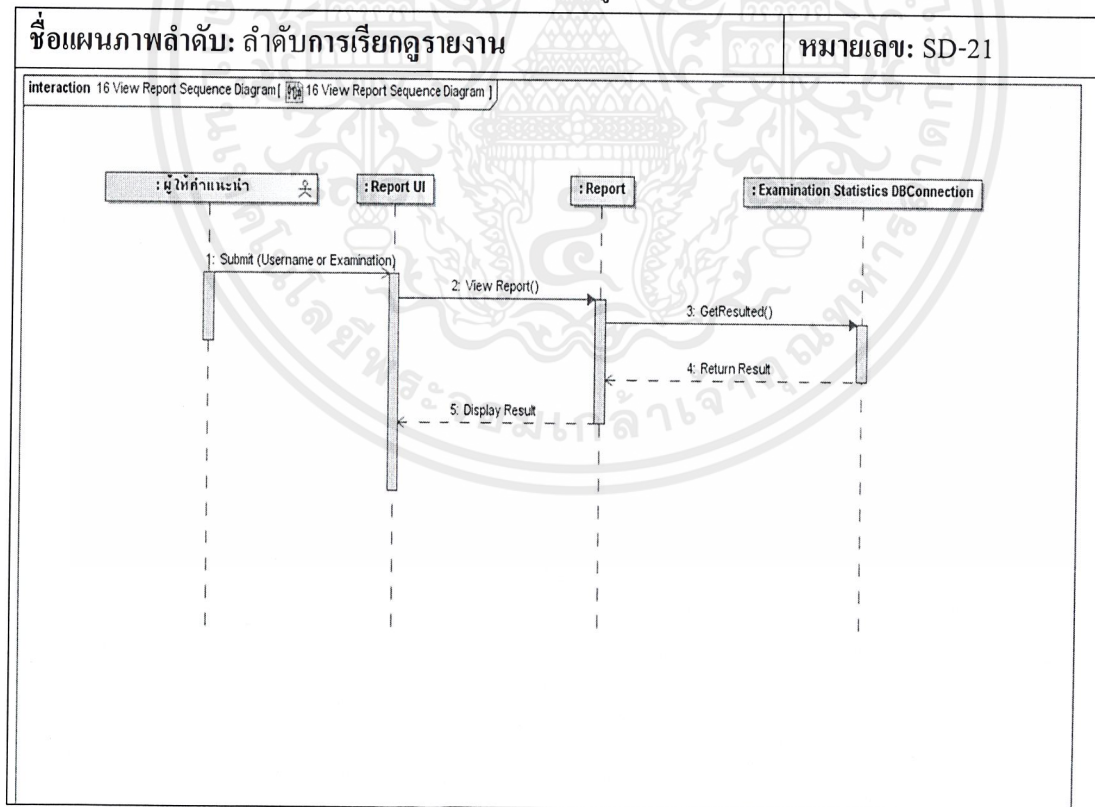 ชื่อแผนภาพลำดับ: ลำดับการเรียกดูรายงาน
หมายเลข: SD-21
interaction 16 View Report Sequence Diagram [ 16 View Report Sequence Diagram ]
: ผู้ให้คำแนะนำ
: Report UI
: Report
: Examination Statistics DBConnection
1: Submit (Username or Examination)
2: View Report()
3: GetResulted()
4: Return Result
5: Display Result